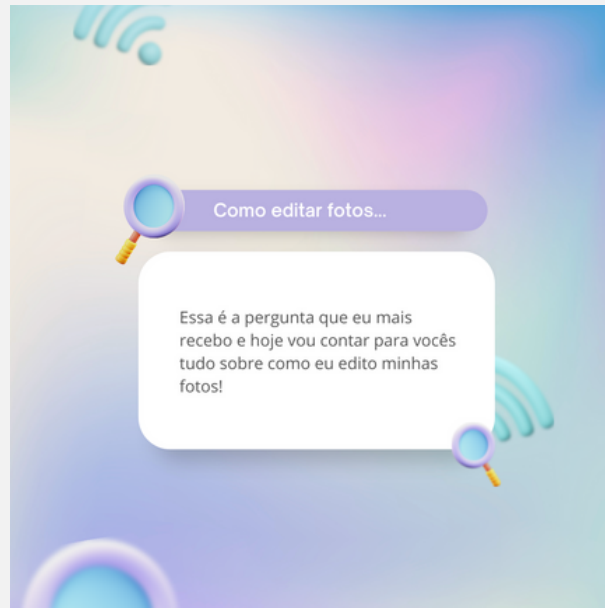 Como editar fotos...
Essa é a pergunta que eu mais
recebo e hoje vou contar para vocês
tudo sobre como eu edito minhas
fotos!